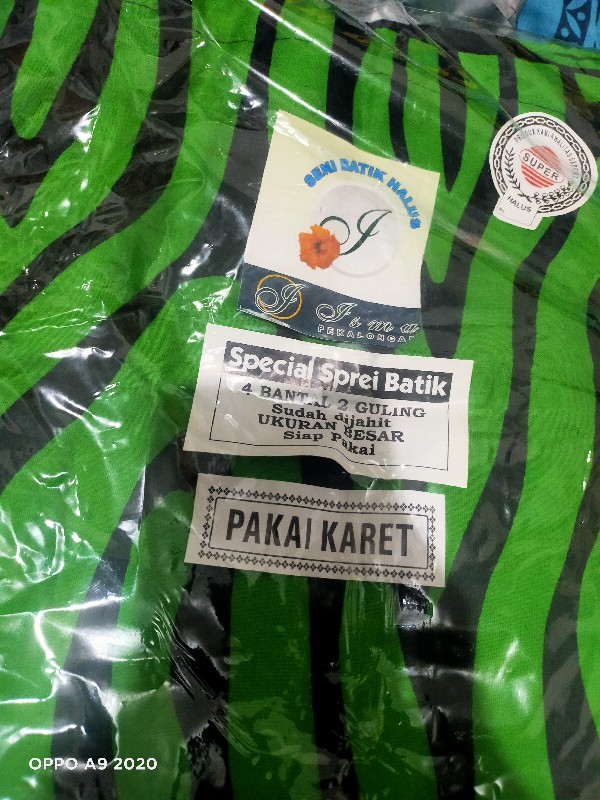 SENI BATIK HALUS
J
J Isma
PEKALONGAN
SUPER
HALUS
Special Sprei Batik
4 BANTAL 2 GULING
Sudah dijahit
UKURAN BESAR
Siap Pakai
PAKAI KARET
OPPO A9 2020